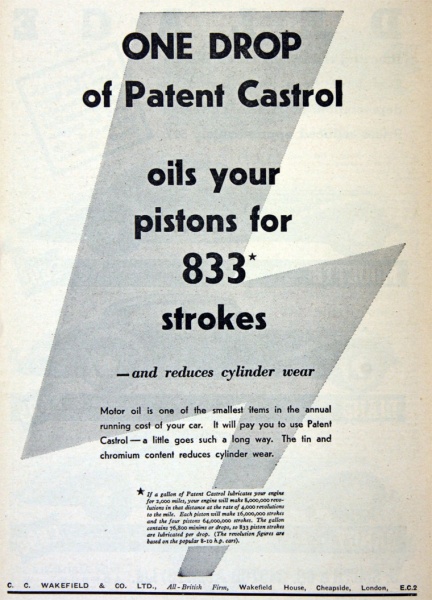 ONE DROP
of Patent Castrol
oils your
pistons for
833*
strokes
—and reduces cylinder wear
Motor oil is one of the smallest items in the annual
running cost of your car. It will pay you to use Patent
Castrol—a little goes such a long way. The tin and
chromium content reduces cylinder wear.
* If a gallon of Patent Castrol lubricates your engine
for 2,000 miles, your engine will make 8,000,000 revo-
lutions in that distance at the rate of 4,000 revolutions
to the mile. Each piston will make 16,000,000 strokes
and the four pistons 64,000,000 strokes. The gallon
contains 76,800 minims or drops, so 833 piston strokes
are lubricated per drop. (The revolution figures are
based on the popular 8-10 h.p. cars).
C. C. WAKEFIELD & CO. LTD., All-British Firm, Wakefield House, Cheapside, London, E.C.2